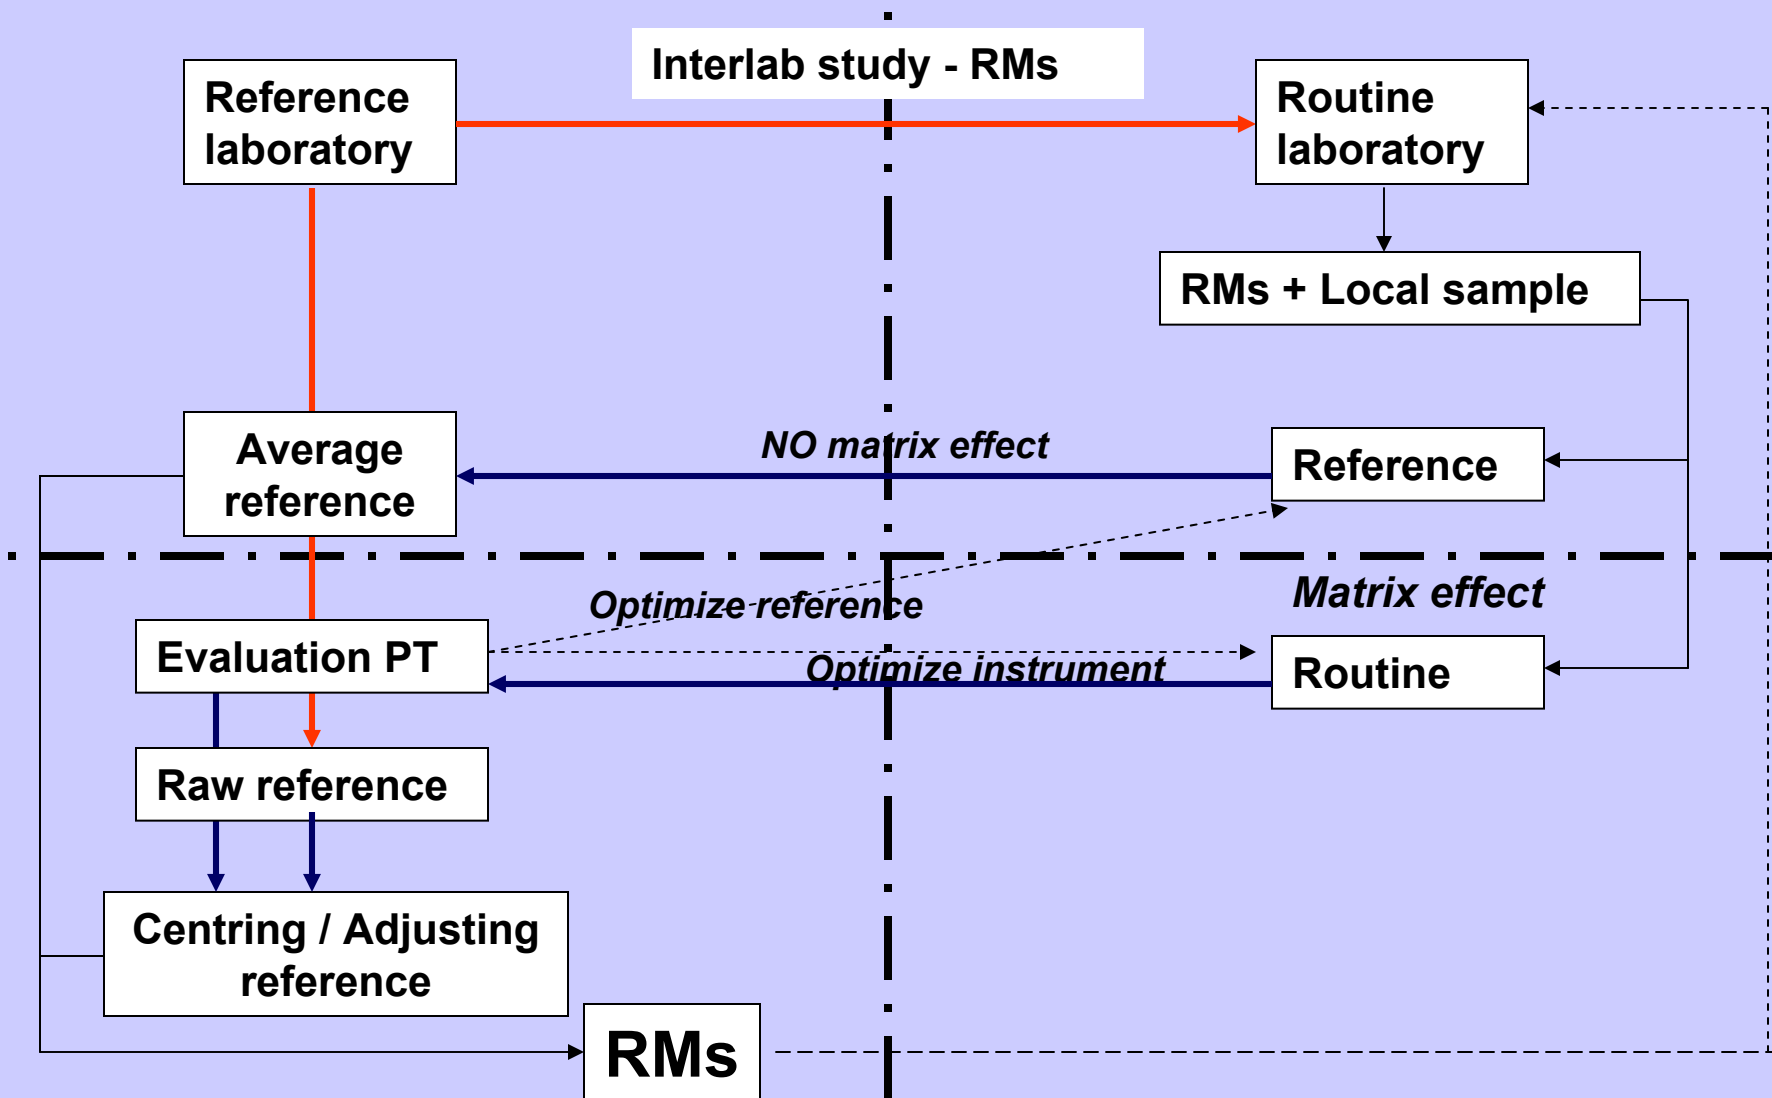 Interlab study - RMs
Reference
laboratory
Routine
laboratory
RMs + Local sample
Average
reference
NO matrix effect
Reference
Optimize reference
Matrix effect
Evaluation PT
Optimize instrument
Routine
Raw reference
Centring / Adjusting
reference
RMs